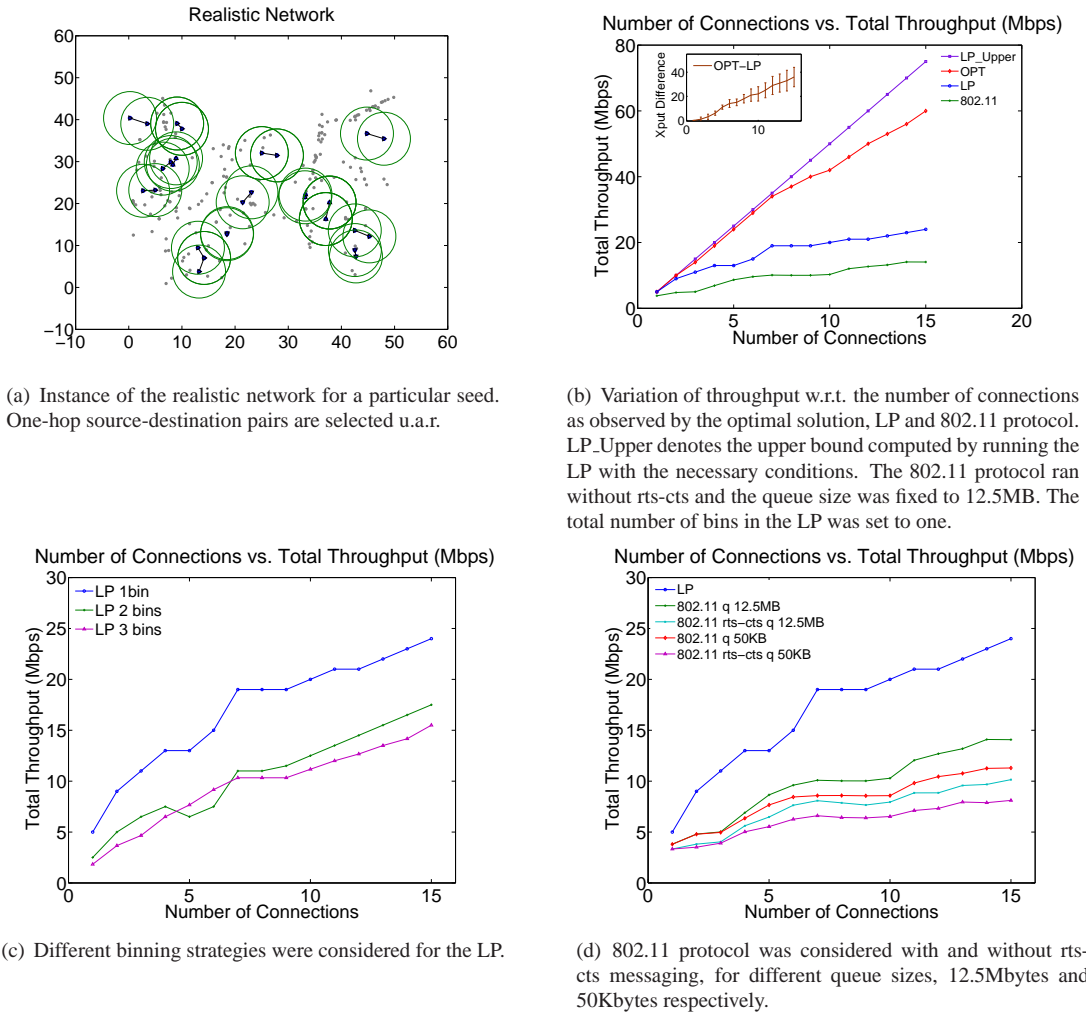 Realistic Network
60
50
40
30
20
10
0
−10
−10 0 10 20 30 40 50 60
(a) Instance of the realistic network for a particular seed.
One-hop source-destination pairs are selected u.a.r.
Number of Connections vs. Total Throughput (Mbps)
80
60
40
20
0
Total Throughput (Mbps)
OPT−LP
Xput Difference
40
20
0
0 10
LP_Upper
OPT
LP
802.11
0 5 10 15 20
Number of Connections
(b) Variation of throughput w.r.t. the number of connections
as observed by the optimal solution, LP and 802.11 protocol.
LP_Upper denotes the upper bound computed by running the
LP with the necessary conditions. The 802.11 protocol ran
without rts-cts and the queue size was fixed to 12.5MB. The
total number of bins in the LP was set to one.
Number of Connections vs. Total Throughput (Mbps)
30
25
20
15
10
5
0
Total Throughput (Mbps)
LP 1bin
LP 2 bins
LP 3 bins
0 5 10 15
Number of Connections
(c) Different binning strategies were considered for the LP.
Number of Connections vs. Total Throughput (Mbps)
30
25
20
15
10
5
0
Total Throughput (Mbps)
LP
802.11 q 12.5MB
802.11 rts−cts q 12.5MB
802.11 q 50KB
802.11 rts−cts q 50KB
0 5 10 15
Number of Connections
(d) 802.11 protocol was considered with and without rts-
cts messaging, for different queue sizes, 12.5Mbytes and
50Kbytes respectively.